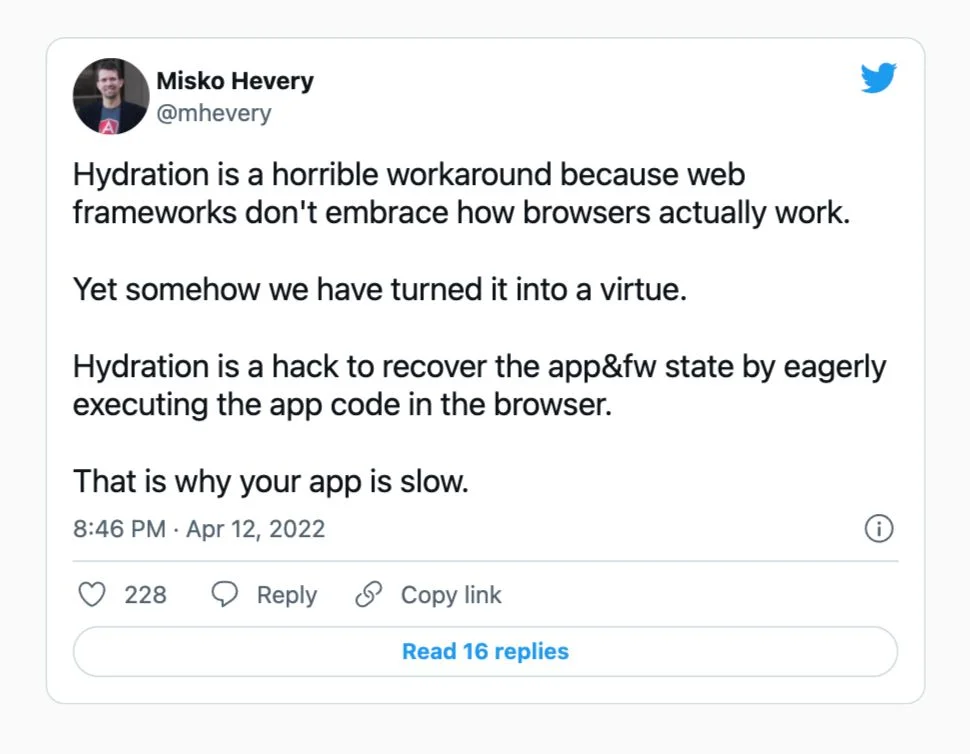 Misko Hevery
@mhevery
Hydration is a horrible workaround because web
frameworks don't embrace how browsers actually work.
Yet somehow we have turned it into a virtue.
Hydration is a hack to recover the app&fw state by eagerly
executing the app code in the browser.
That is why your app is slow.
8:46 PM · Apr 12, 2022
228 Reply Copy link
Read 16 replies